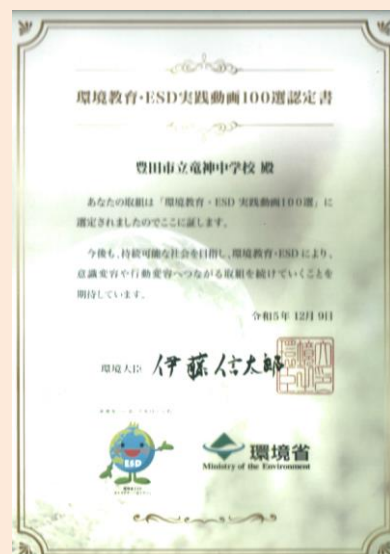 環境教育・ESD実践動画100選認定書
豊田市立竜神中学校 殿
あなたの取組は「環境教育・ESD 実践動画100選」に
選定されましたのでここに証します。
今後も、持続可能な社会を目指し、環境教育・ESDにより、
意識変容や行動変容へつながる取組を続けていくことを
期待しています。
令和5年 12月 9日
環境大臣 伊藤信太郎
ESD
環境省
Ministry of the Environment